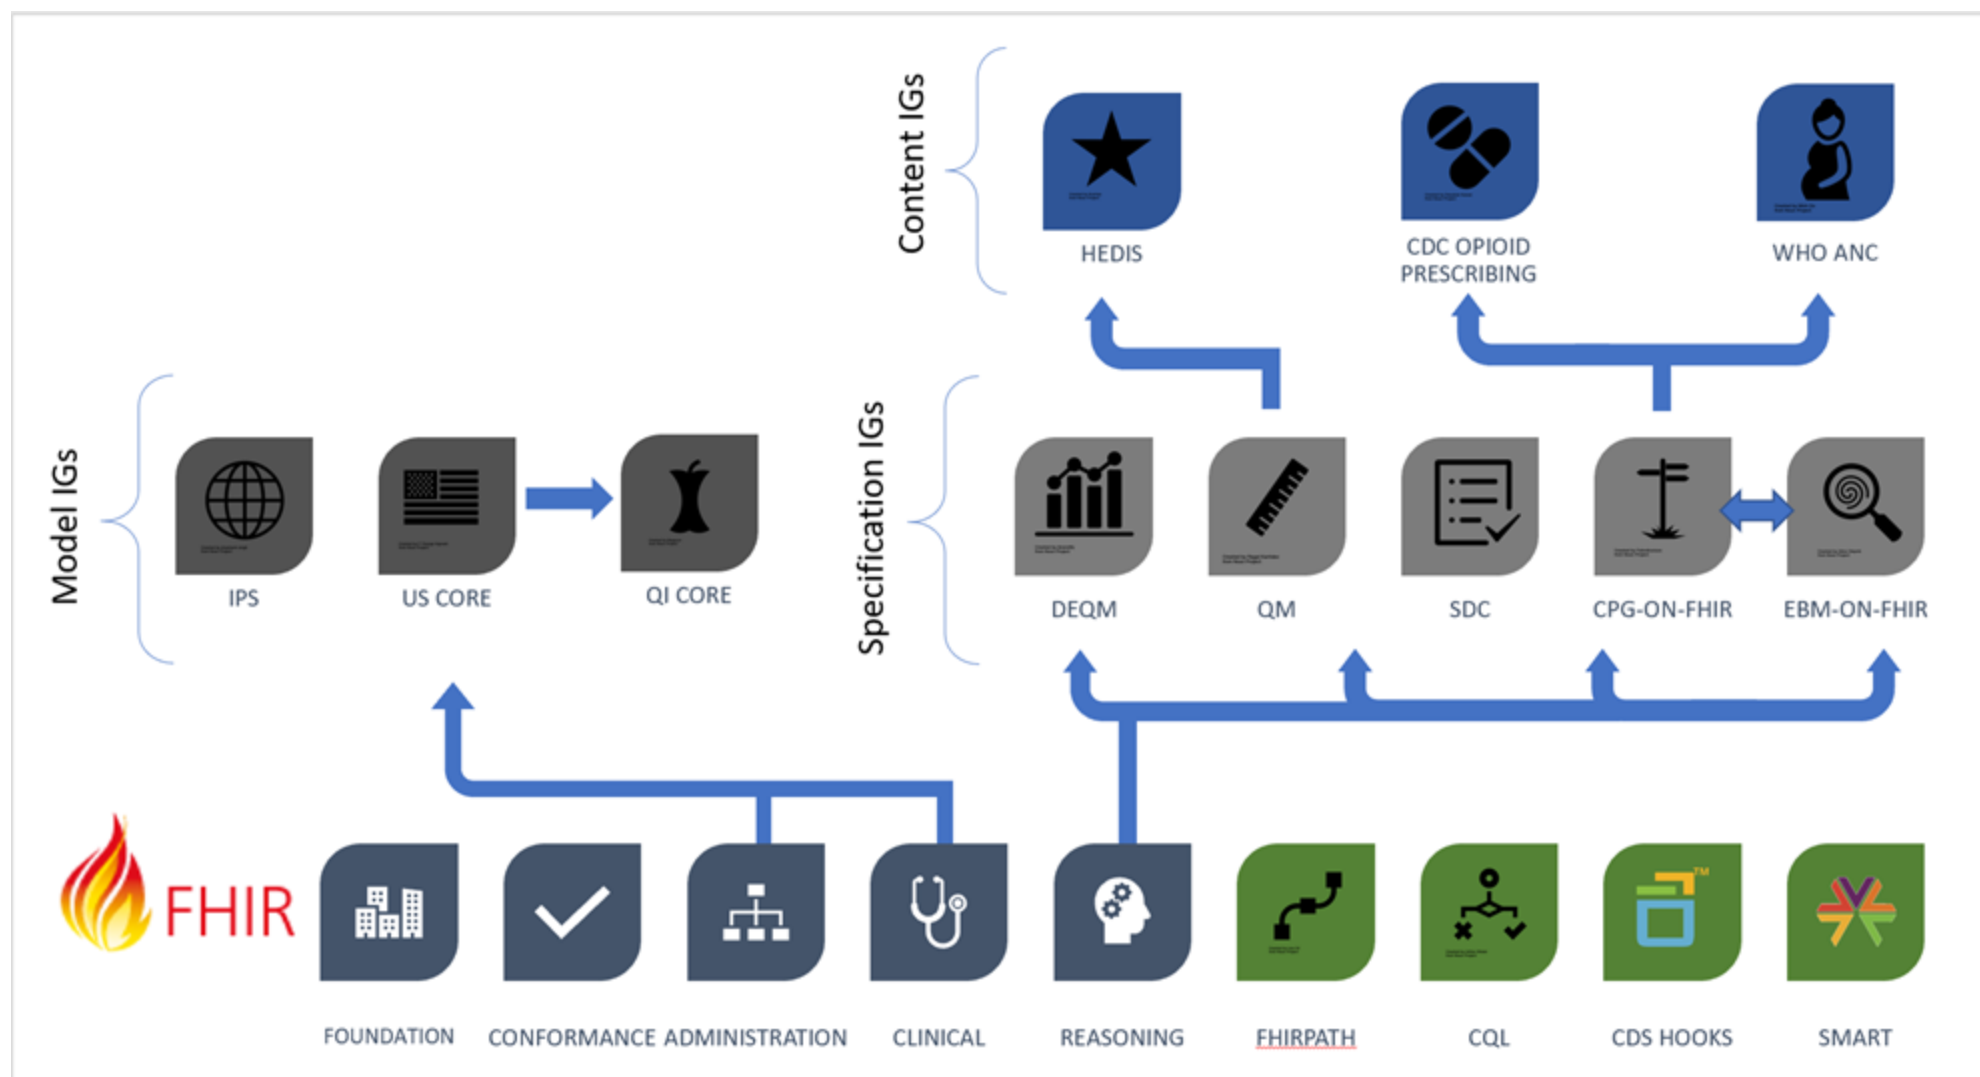 Content IGs
HEDIS
CDC OPIOID
PRESCRIBING
WHO ANC
Model IGs
IPS
US CORE
QI CORE
Specification IGs
DEQM
QM
SDC
CPG-ON-FHIR
EBM-ON-FHIR
FHIR
TM
FOUNDATION
CONFORMANCE
ADMINISTRATION
CLINICAL
REASONING
FHIRPATH
CQL
CDS HOOKS
SMART